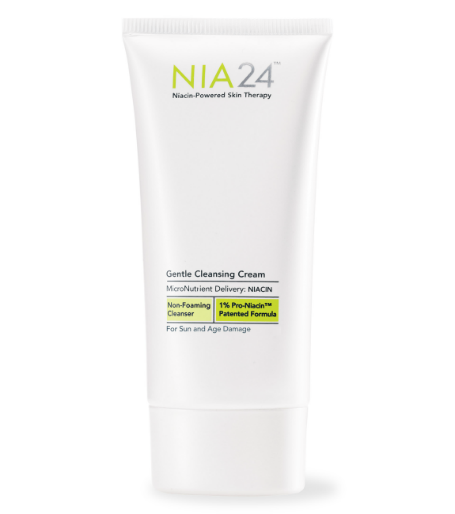 NIA24™
Niacin-Powered Skin Therapy
Gentle Cleansing Cream
MicroNutrient Delivery: NIACIN
Non-Foaming
Cleanser
1% Pro-Niacin™
Patented Formula
For Sun and Age Damage